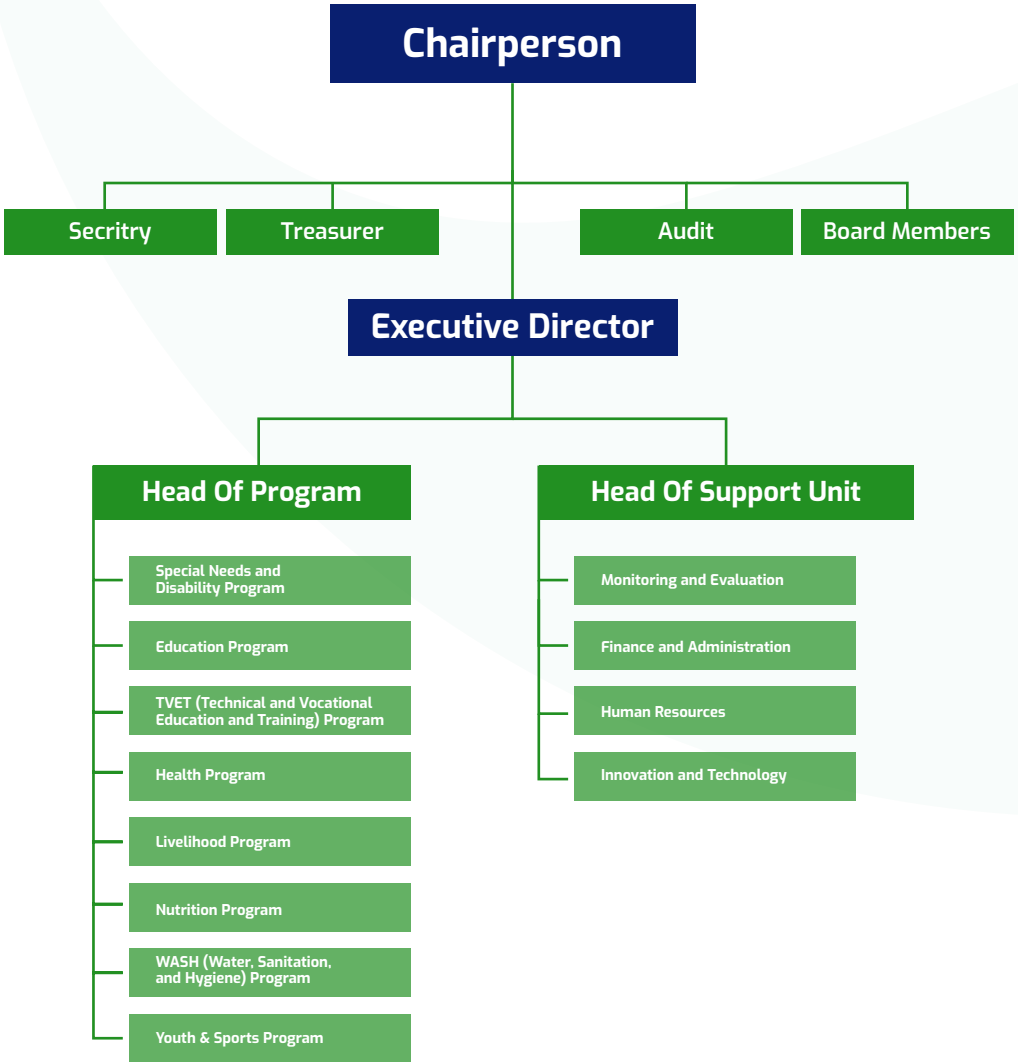 Chairperson
Secritry
Treasurer
Audit
Board Members
Executive Director
Head Of Program
Special Needs and
Disability Program
Education Program
TVET (Technical and Vocational
Education and Training) Program
Health Program
Livelihood Program
Nutrition Program
WASH (Water, Sanitation,
and Hygiene) Program
Youth & Sports Program
Head Of Support Unit
Monitoring and Evaluation
Finance and Administration
Human Resources
Innovation and Technology